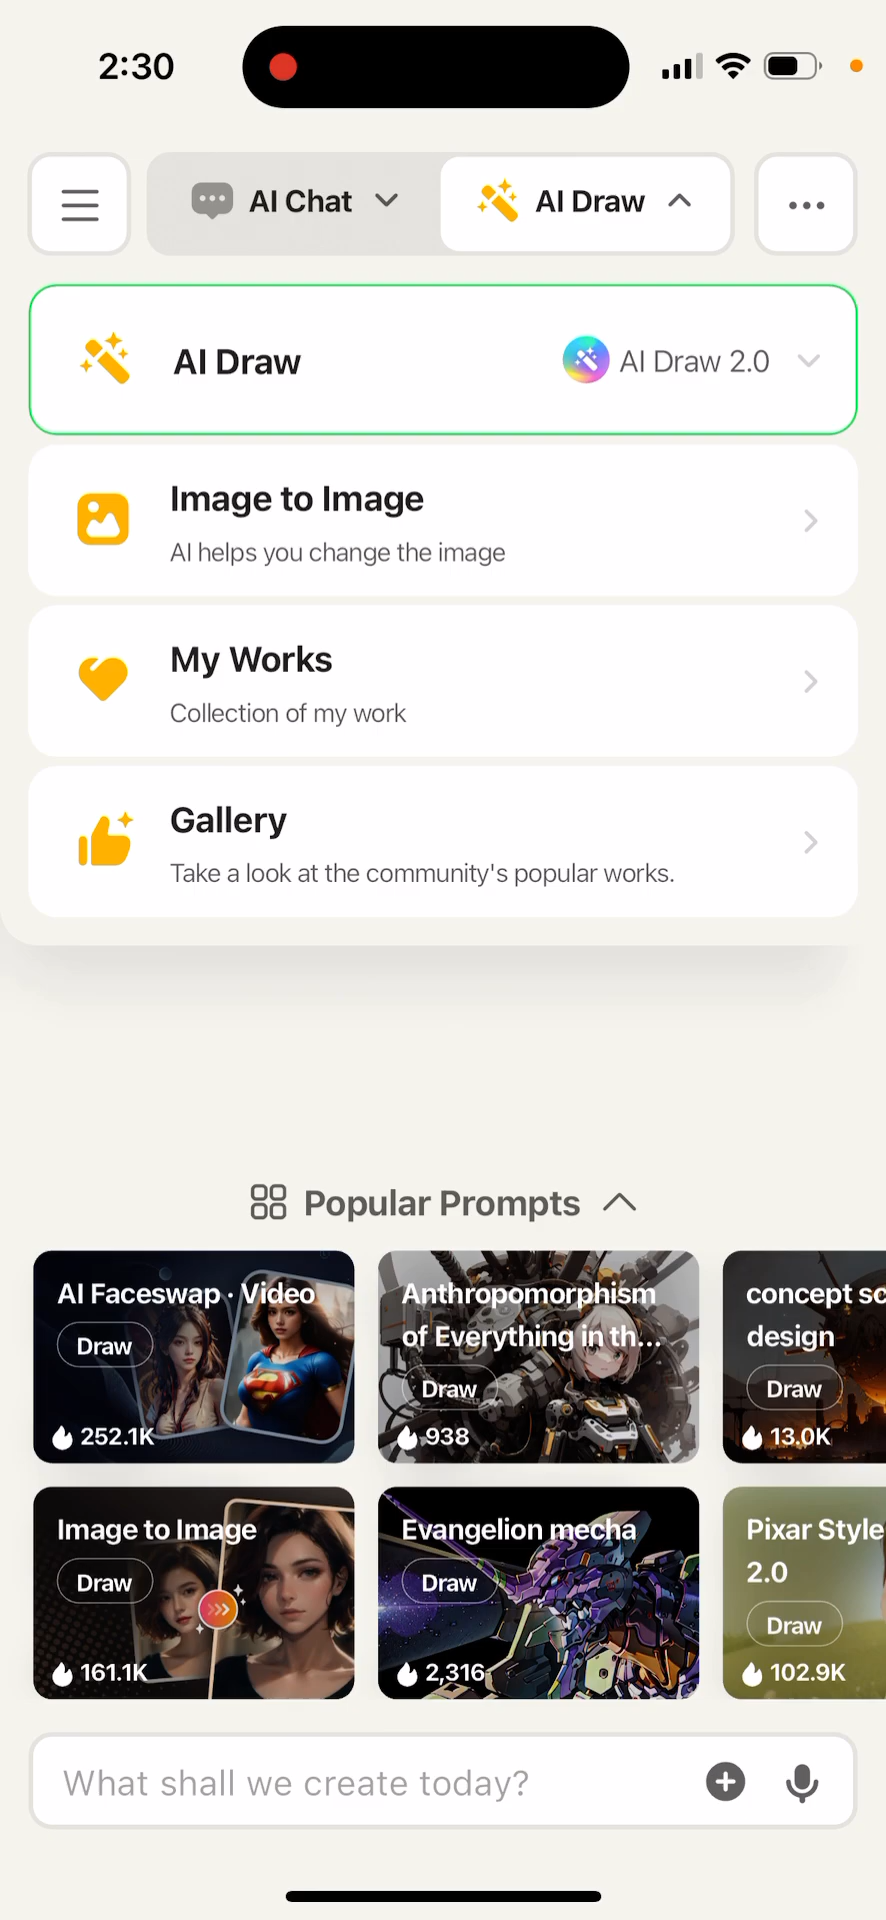 2:30
AI Chat
AI Draw
AI Draw
AI Draw 2.0
Image to Image
AI helps you change the image
My Works
Collection of my work
Gallery
Take a look at the community's popular works.
Popular Prompts
AI Faceswap · Video
Draw
252.1K
Anthropomorphism
of Everything in th...
Draw
938
concept sc
design
Draw
13.0K
Image to Image
Draw
161.1K
Evangelion mecha
Draw
2,316
Pixar Style
2.0
Draw
102.9K
What shall we create today?